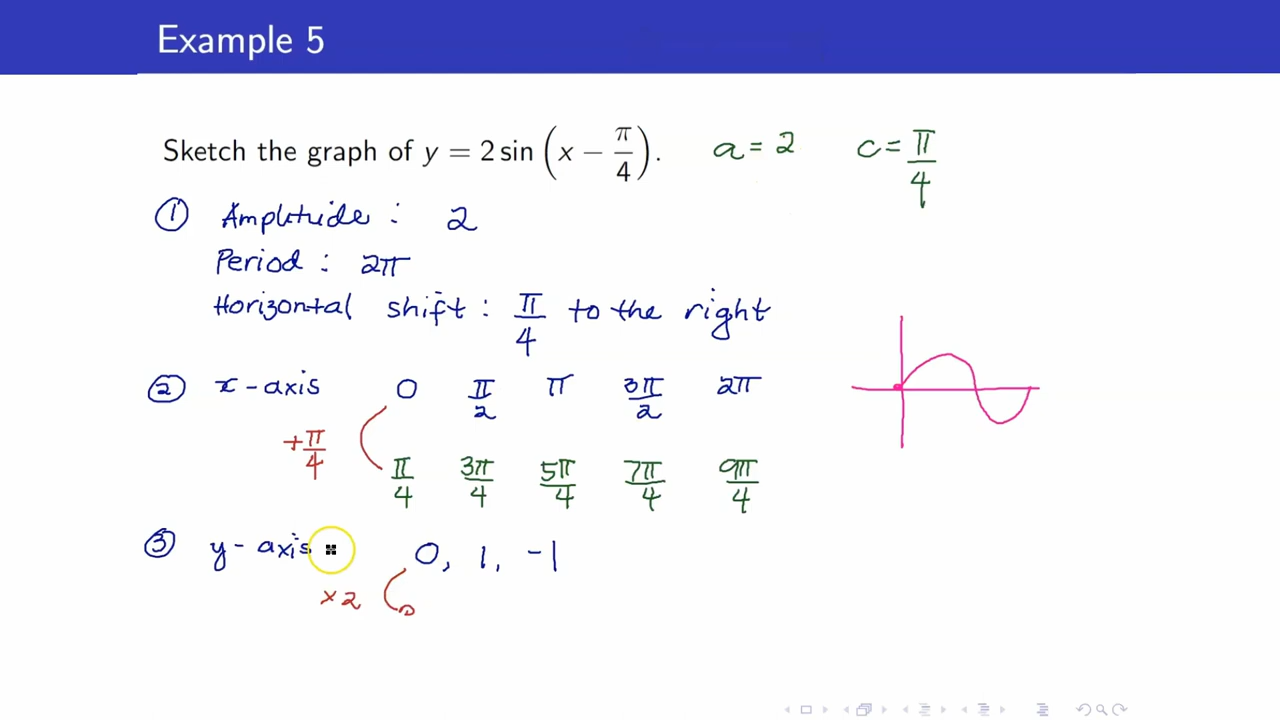 Example 5
Sketch the graph of y = 2 sin (x − π/4). a = 2 c = π/4
① Amplitude : 2
Period : 2π
Horizontal shift : π/4 to the right
② x - axis 0 π/2 π 3π/2 2π
+π/4 π/4 3π/4 5π/4 7π/4 9π/4
③ y - axis 0, 1, -1
×2